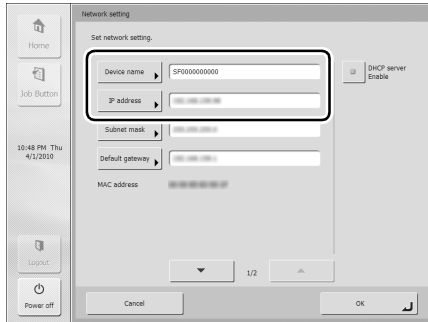 Network setting
Home
Job Button
10:48 PM Thu
4/1/2010
Logout
Power off
Set network setting.
Device name
SF0000000000
IP address
Subnet mask
Default gateway
MAC address
DHCP server
Enable
1/2
Cancel
OK